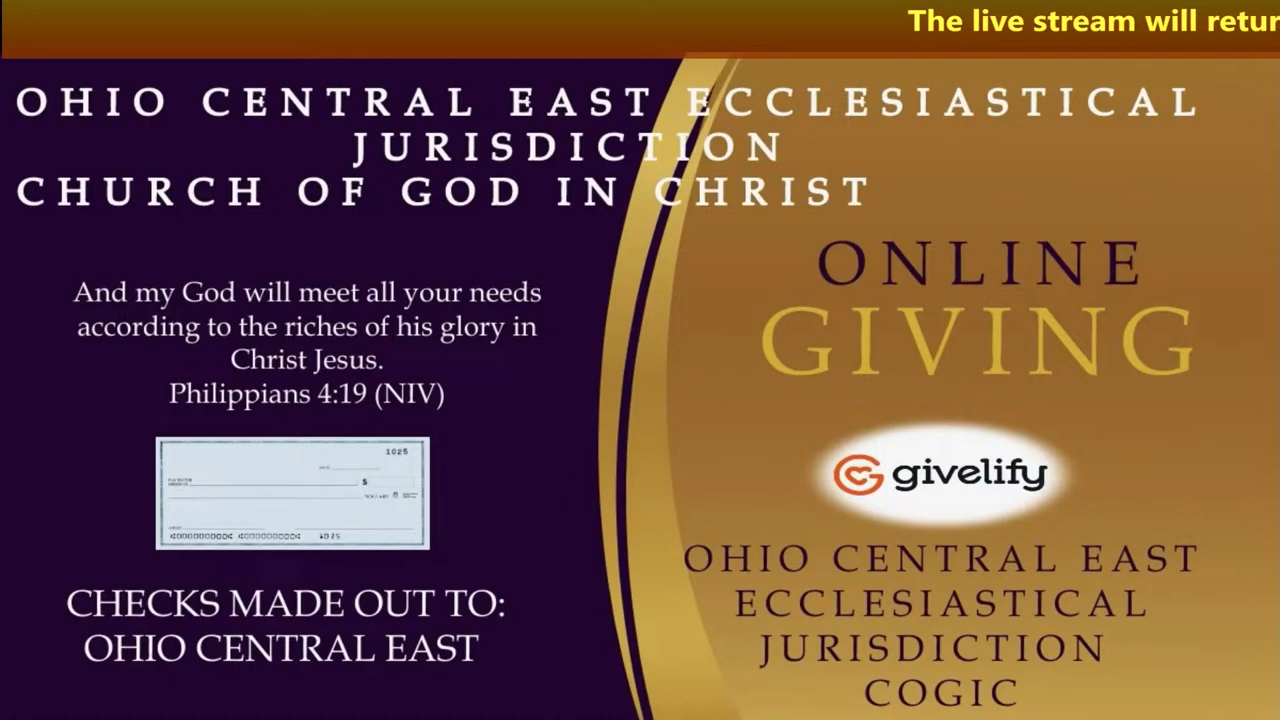 The live stream will retur
OHIO CENTRAL EAST ECCLESIASTICAL
JURISDICTION
CHURCH OF GOD IN CHRIST
ONLINE
GIVING
And my God will meet all your needs
according to the riches of his glory in
Christ Jesus.
Philippians 4:19 (NIV)
1025
$
1025
givelify
CHECKS MADE OUT TO:
OHIO CENTRAL EAST
OHIO CENTRAL EAST
ECCLESIASTICAL
JURISDICTION
COGIC